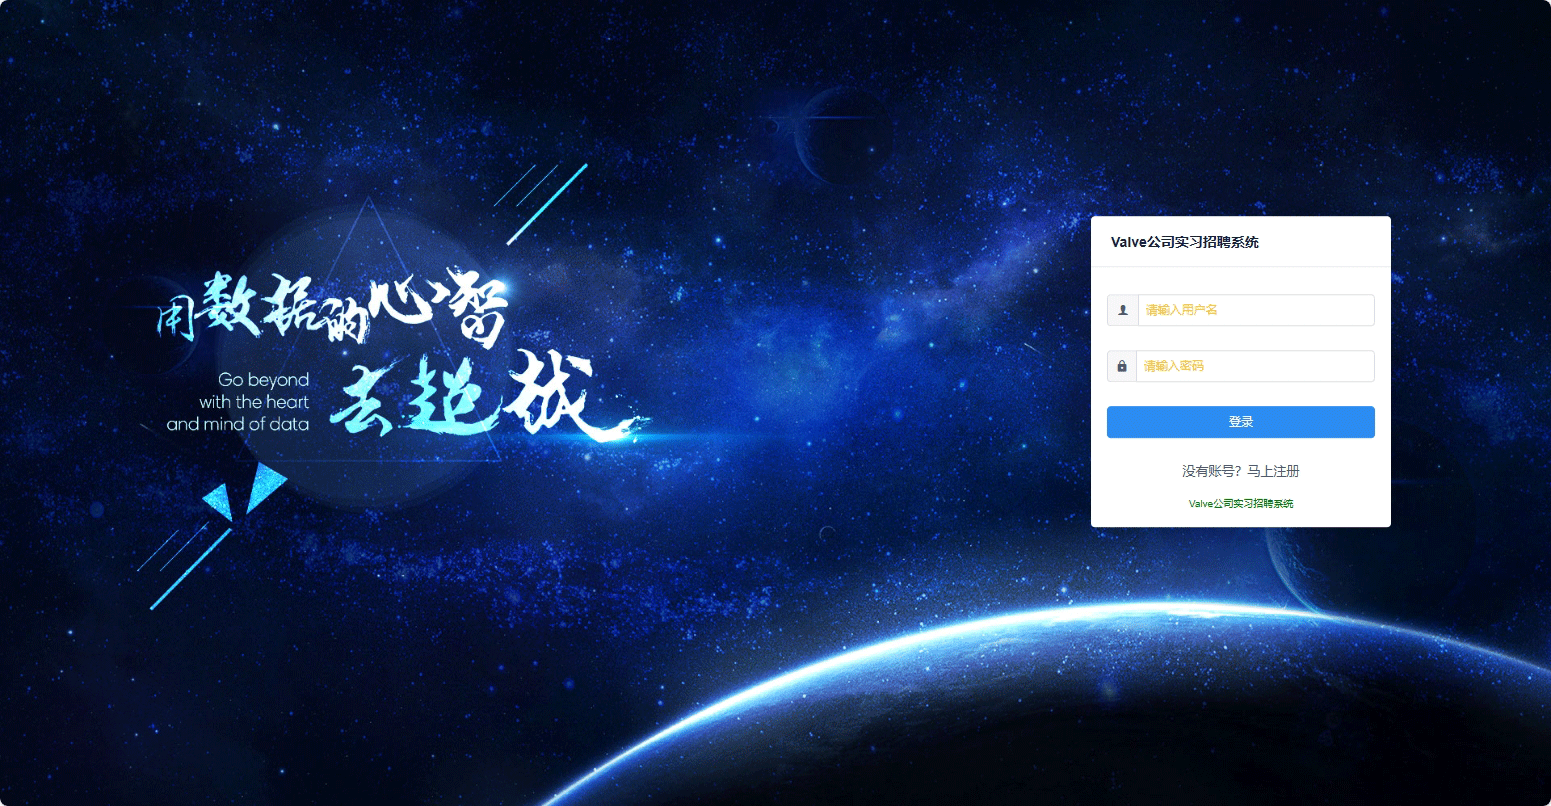 用数据的心智
去超越
Go beyond
with the heart
and mind of data
Valve公司实习招聘系统
请输入用户名
请输入密码
登录
没有账号？马上注册
Valve公司实习招聘系统